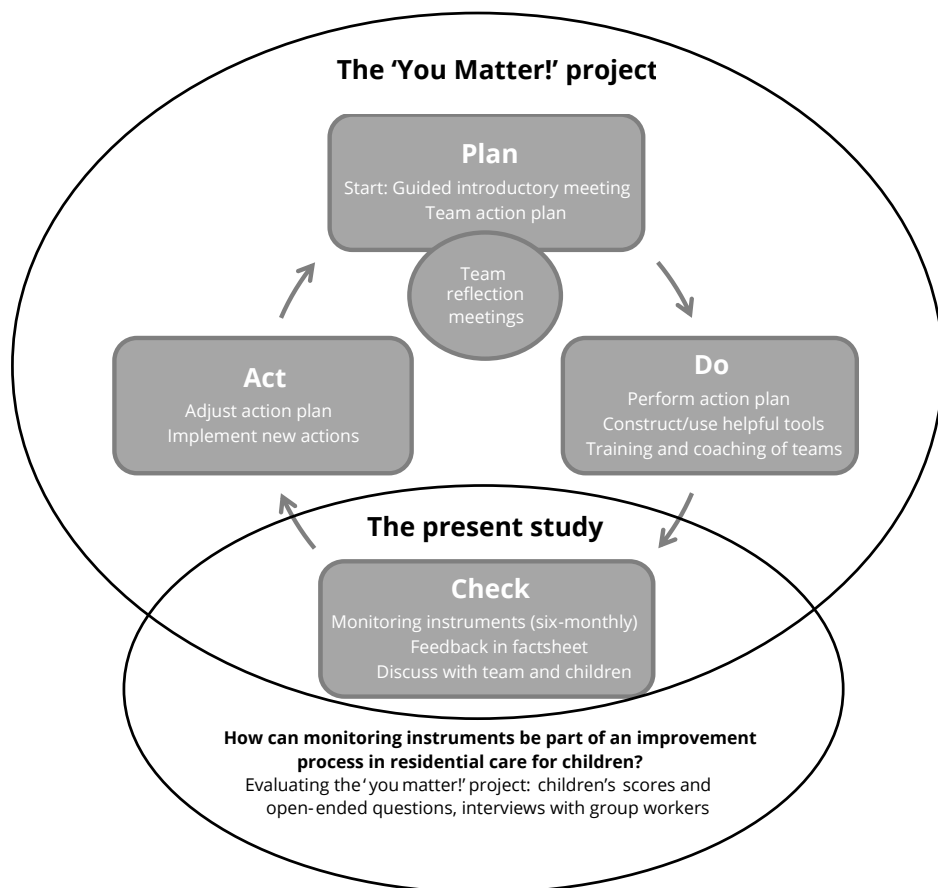 The ‘You Matter!’ project
Plan
Start: Guided introductory meeting
Team action plan
Team
reflection
meetings
Act
Adjust action plan
Implement new actions
Do
Perform action plan
Construct/use helpful tools
Training and coaching of teams
The present study
Check
Monitoring instruments (six-monthly)
Feedback in factsheet
Discuss with team and children
How can monitoring instruments be part of an improvement
process in residential care for children?
Evaluating the ‘you matter!’ project: children’s scores and
open-ended questions, interviews with group workers